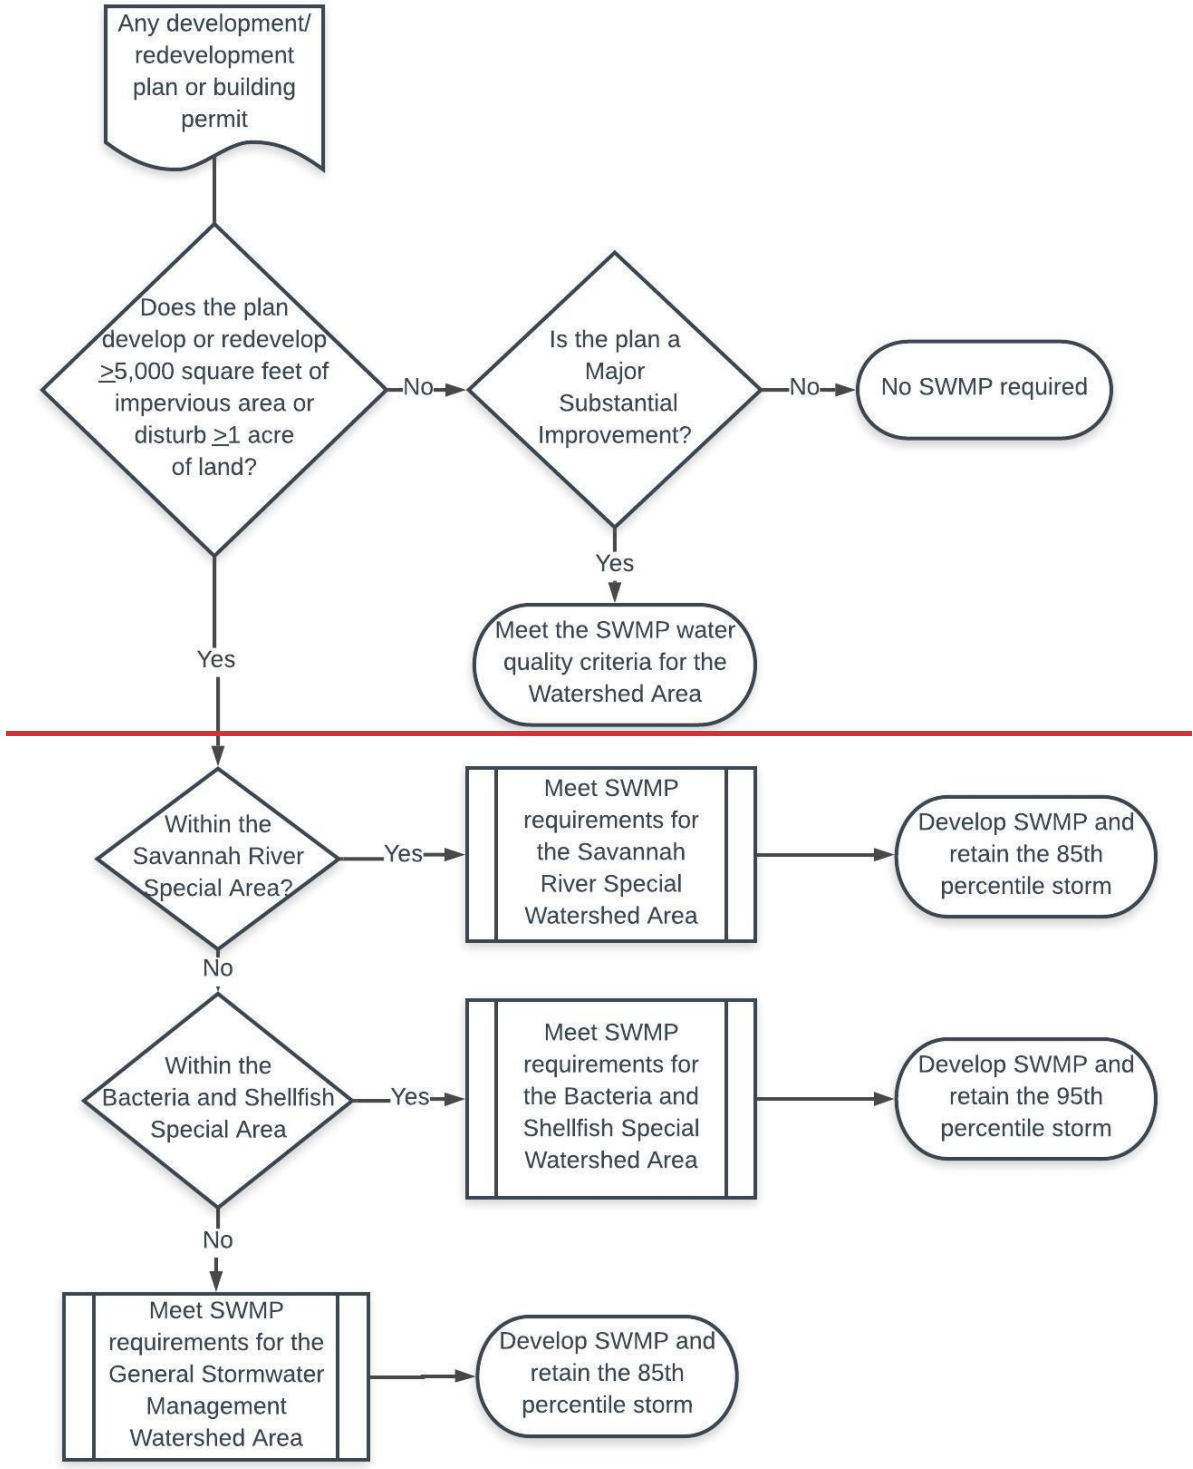 Any development/
redevelopment
plan or building
permit
Does the plan
develop or redevelop
≥5,000 square feet of
impervious area or
disturb ≥1 acre
of land?
No
Is the plan a
Major
Substantial
Improvement?
No
No SWMP required
Yes
Meet the SWMP water
quality criteria for the
Watershed Area
Yes
Within the
Savannah River
Special Area?
Yes
Meet SWMP
requirements for
the Savannah
River Special
Watershed Area
Develop SWMP and
retain the 85th
percentile storm
No
Within the
Bacteria and Shellfish
Special Area
Yes
Meet SWMP
requirements for
the Bacteria and
Shellfish Special
Watershed Area
Develop SWMP and
retain the 95th
percentile storm
No
Meet SWMP
requirements for the
General Stormwater
Management
Watershed Area
Develop SWMP and
retain the 85th
percentile storm